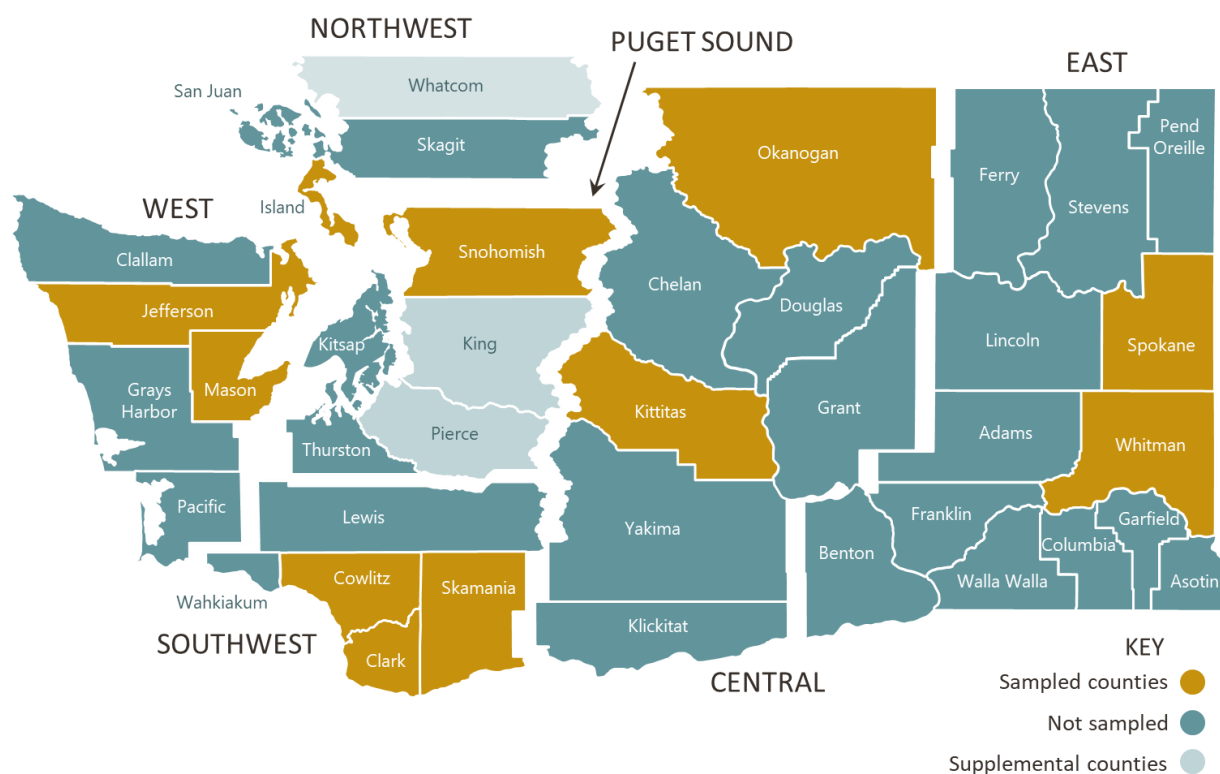 NORTHWEST
PUGET SOUND
EAST
Whatcom
San Juan
Skagit
Pend
Oreille
Okanogan
Ferry
Stevens
WEST
Island
Clallam
Snohomish
Chelan
Douglas
Jefferson
Kitsap
King
Lincoln
Spokane
Mason
Grays
Harbor
Kittitas
Grant
Pierce
Adams
Whitman
Thurston
Pacific
Lewis
Yakima
Franklin
Garfield
Columbia
Benton
Cowlitz
Skamania
Walla Walla
Asotin
Wahkiakum
Klickitat
SOUTHWEST
Clark
CENTRAL
KEY
Sampled counties
Not sampled
Supplemental counties